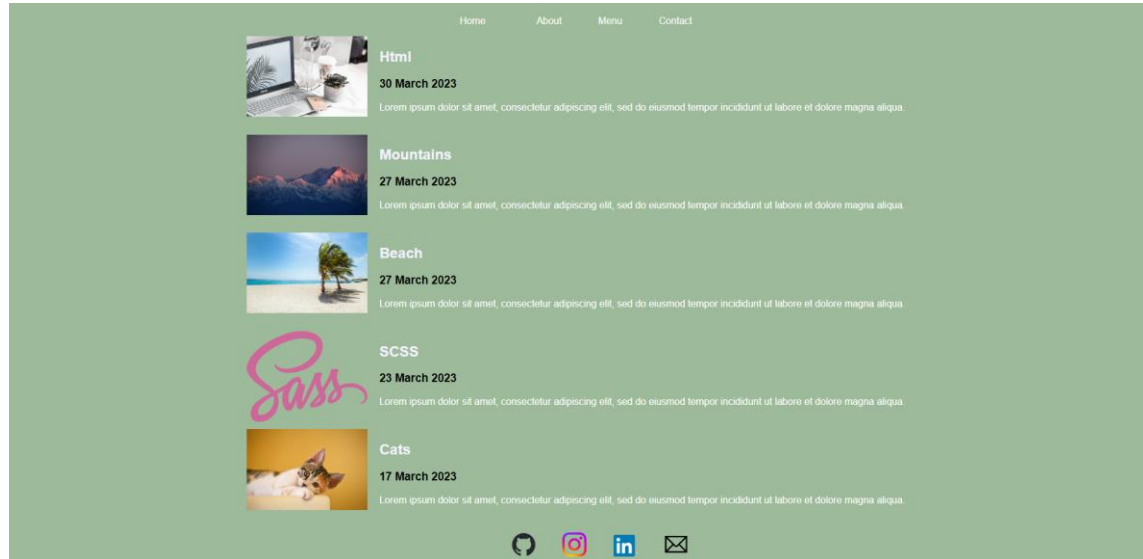 Home About Menu Contact
Html
30 March 2023
Lorem ipsum dolor sit amet, consectetur adipiscing elit, sed do eiusmod tempor incididunt ut labore et dolore magna aliqua.
Mountains
27 March 2023
Lorem ipsum dolor sit amet, consectetur adipiscing elit, sed do eiusmod tempor incididunt ut labore et dolore magna aliqua.
Beach
27 March 2023
Lorem ipsum dolor sit amet, consectetur adipiscing elit, sed do eiusmod tempor incididunt ut labore et dolore magna aliqua.
Sass
SCSS
23 March 2023
Lorem ipsum dolor sit amet, consectetur adipiscing elit, sed do eiusmod tempor incididunt ut labore et dolore magna aliqua.
Cats
17 March 2023
Lorem ipsum dolor sit amet, consectetur adipiscing elit, sed do eiusmod tempor incididunt ut labore et dolore magna aliqua.
in